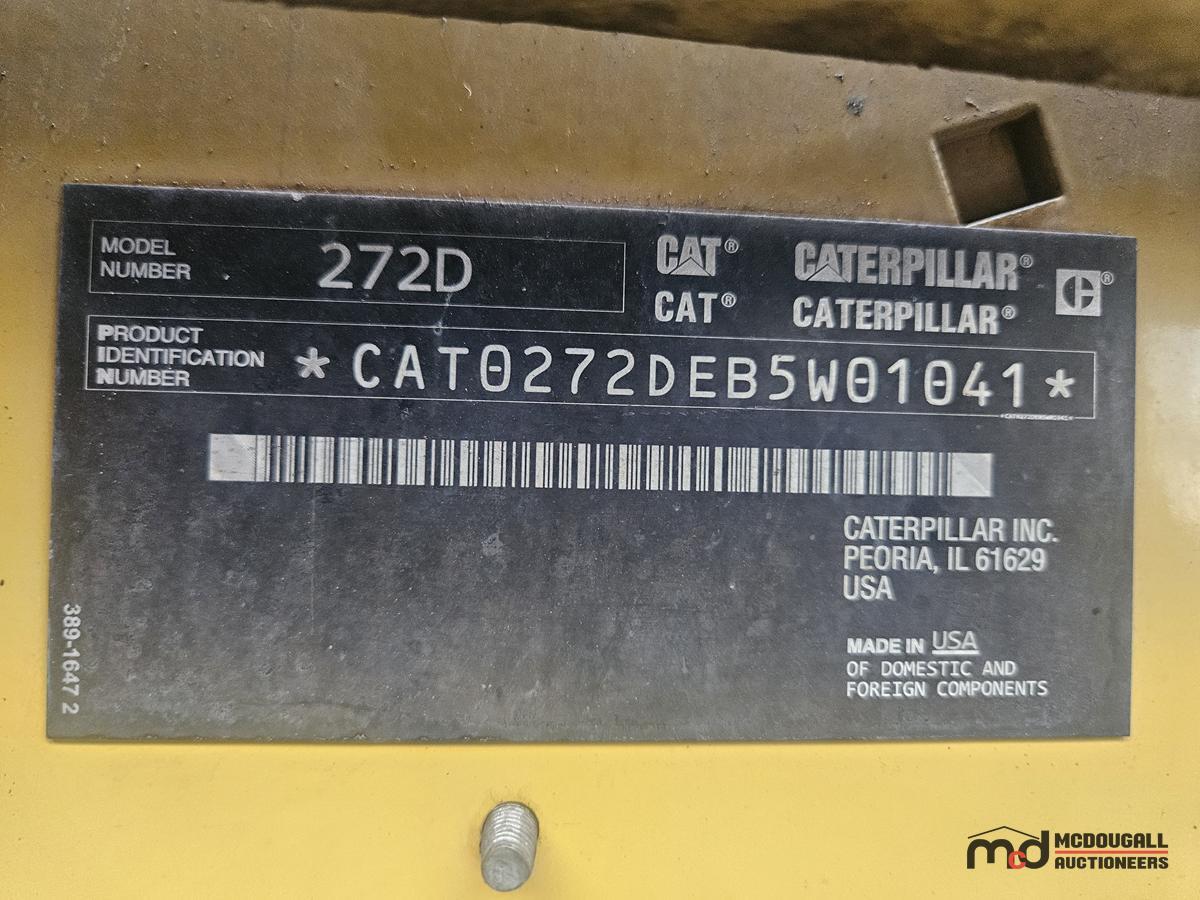 MODEL
NUMBER
272D
CAT® CATERPILLAR®
CAT® CATERPILLAR®
PRODUCT
IDENTIFICATION
NUMBER
*CAT0272DEB5W01041*
CATERPILLAR INC.
PEORIA, IL 61629
USA
MADE IN USA
OF DOMESTIC AND
FOREIGN COMPONENTS
389-1647 2
mcd MCDOUGALL
AUCTIONEERS